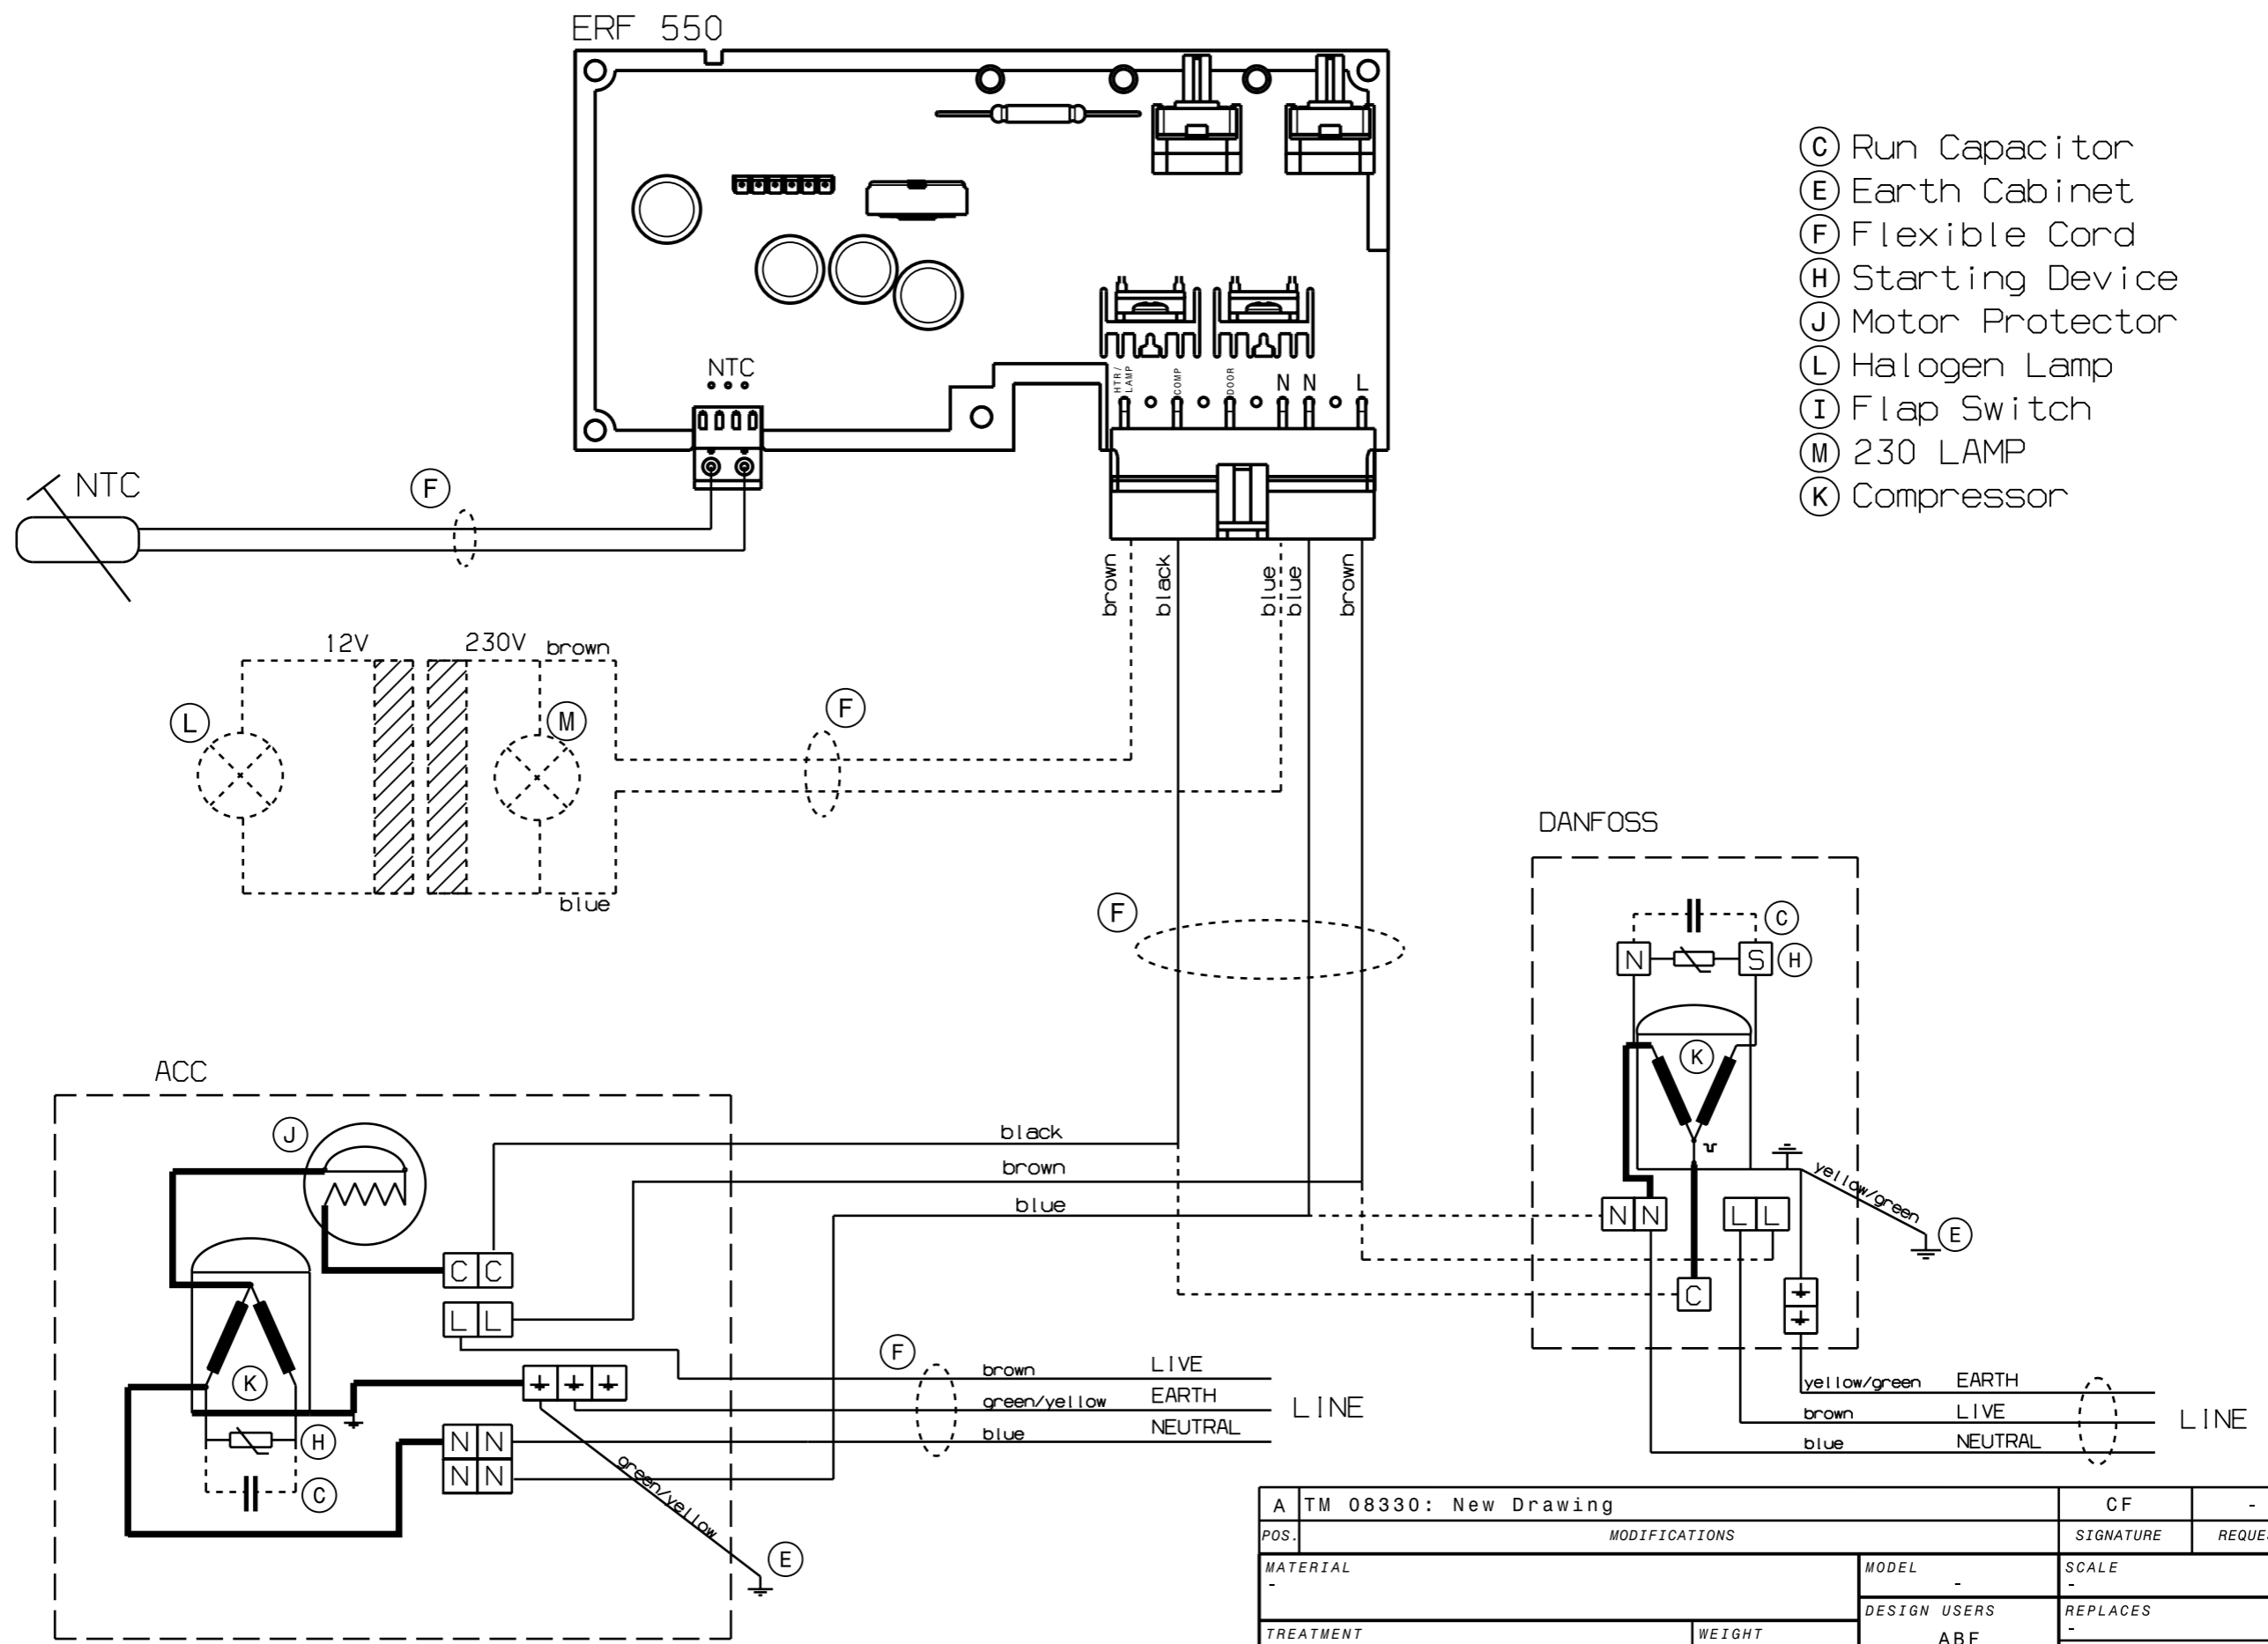 ERF 550
C Run Capacitor
E Earth Cabinet
F Flexible Cord
H Starting Device
J Motor Protector
L Halogen Lamp
I Flap Switch
M 230 LAMP
K Compressor
NTC
HTR/
LAMP
COMP
DOOR
N N L
NTC
F
brown
black
blue
blue
brown
12V
230V
brown
L
M
F
blue
DANFOSS
F
C
N
S
H
K
ACC
J
black
brown
blue
yellow/green
E
N N
L L
C C
C
L L
F
K
brown LIVE
green/yellow EARTH
LINE
blue NEUTRAL
yellow/green EARTH
brown LIVE
LINE
blue NEUTRAL
H
N N
N N
C
green/yellow
E
A TM 08330: New Drawing CF -
POS. MODIFICATIONS SIGNATURE
MATERIAL
-
MODEL
-
SCALE
-
DESIGN USERS
REPLACES
-
TREATMENT
WEIGHT